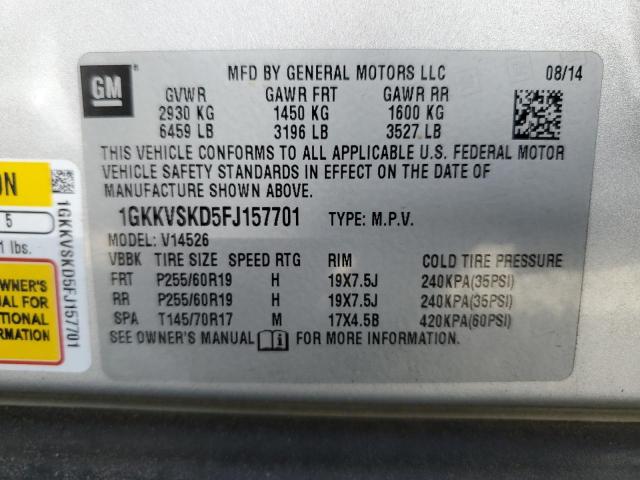 GM
MFD BY GENERAL MOTORS LLC 08/14
GVWR GAWR FRT GAWR RR
2930 KG 1450 KG 1600 KG
6459 LB 3196 LB 3527 LB
THIS VEHICLE CONFORMS TO ALL APPLICABLE U.S. FEDERAL MOTOR
VEHICLE SAFETY STANDARDS IN EFFECT ON THE DATE OF
MANUFACTURE SHOWN ABOVE.
1GKKVSKD5FJ157701 TYPE: M.P.V.
MODEL: V14526
VBBK TIRE SIZE SPEED RTG RIM COLD TIRE PRESSURE
FRT P255/60R19 H 19X7.5J 240KPA(35PSI)
RR P255/60R19 H 19X7.5J 240KPA(35PSI)
SPA T145/70R17 M 17X4.5B 420KPA(60PSI)
SEE OWNER'S MANUAL i FOR MORE INFORMATION.
ON
5
1 lbs.
OWNER'S
UAL FOR
TIONAL
RMATION
1GKKVSKD5FJ157701